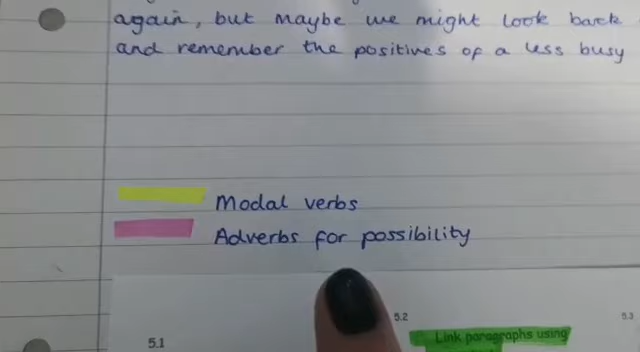 again, but maybe we might look back
and remember the positives of a less busy
Modal verbs
Adverbs for possibility
5.1
5.2
5.3
Link paragraphs using